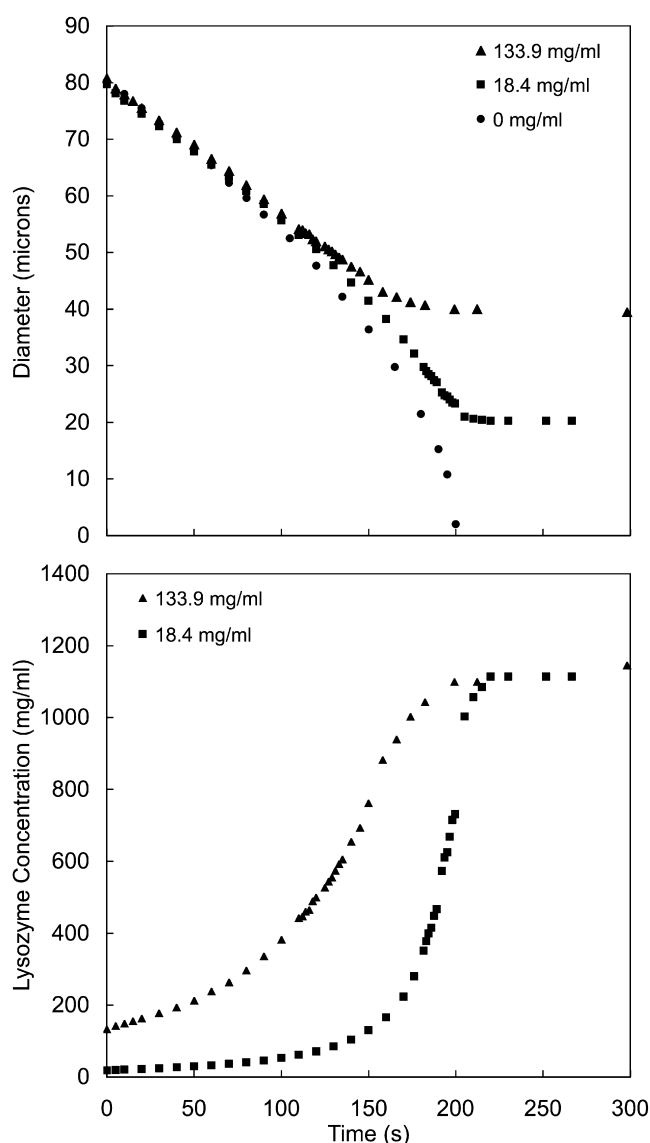 90
80
70
60
50
40
30
20
10
0
Diameter (microns)
133.9 mg/ml
18.4 mg/ml
0 mg/ml
1400
1200
1000
800
600
400
200
0
Lysozyme Concentration (mg/ml)
133.9 mg/ml
18.4 mg/ml
0 50 100 150 200 250 300
Time (s)